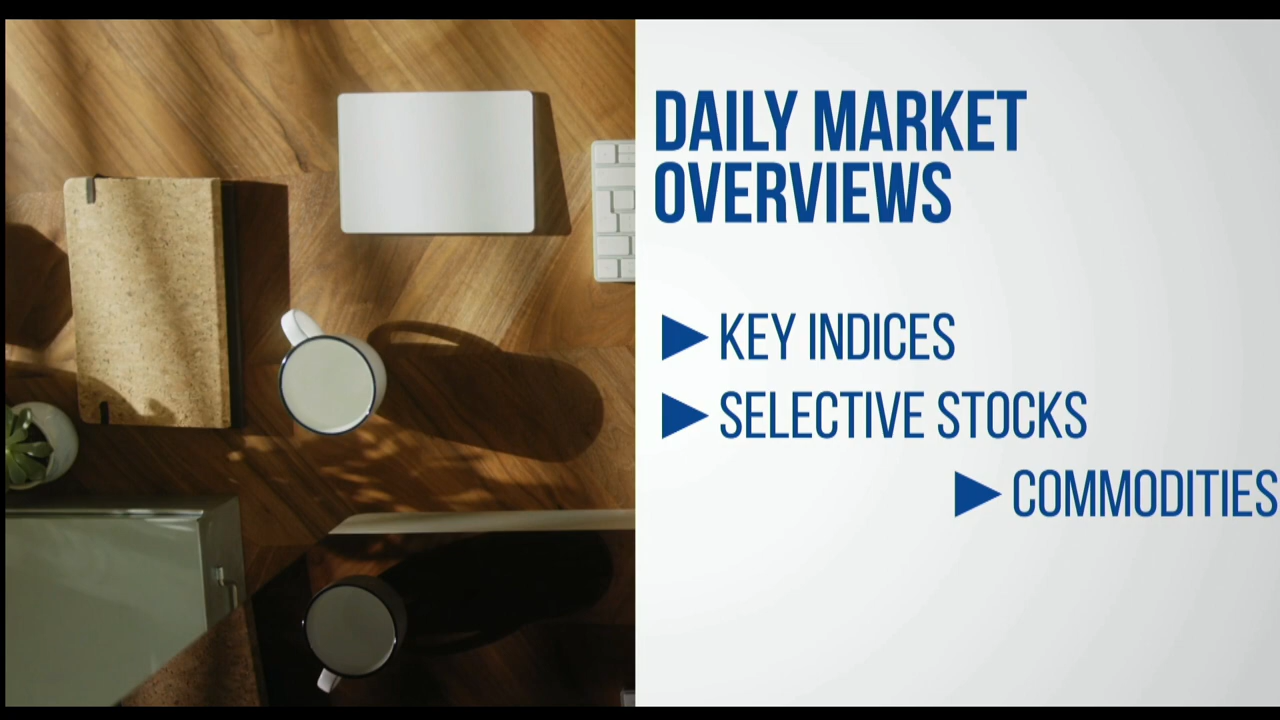 DAILY MARKET
OVERVIEWS
KEY INDICES
SELECTIVE STOCKS
COMMODITIES